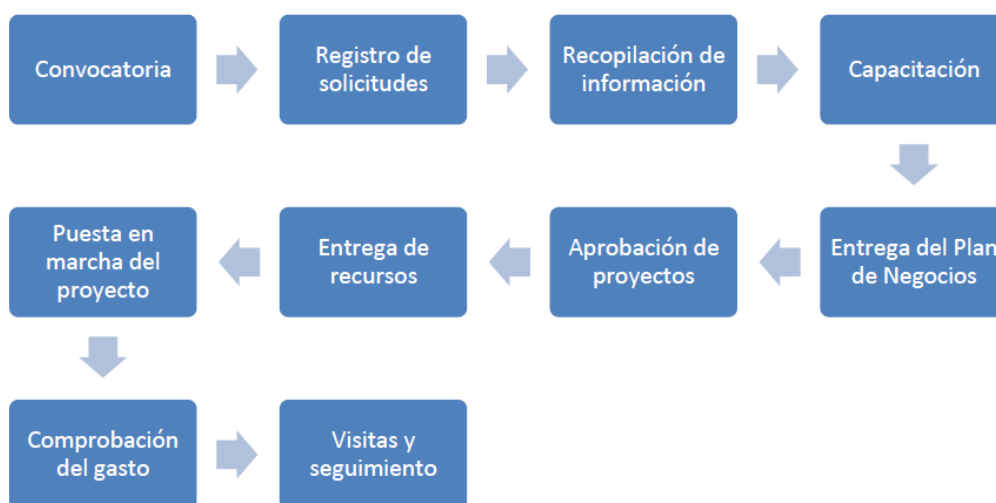 Convocatoria
Registro de
solicitudes
Recopilación de
información
Capacitación
Entrega del Plan
de Negocios
Aprobación de
proyectos
Entrega de
recursos
Puesta en
marcha del
proyecto
Comprobación
del gasto
Visitas y
seguimiento